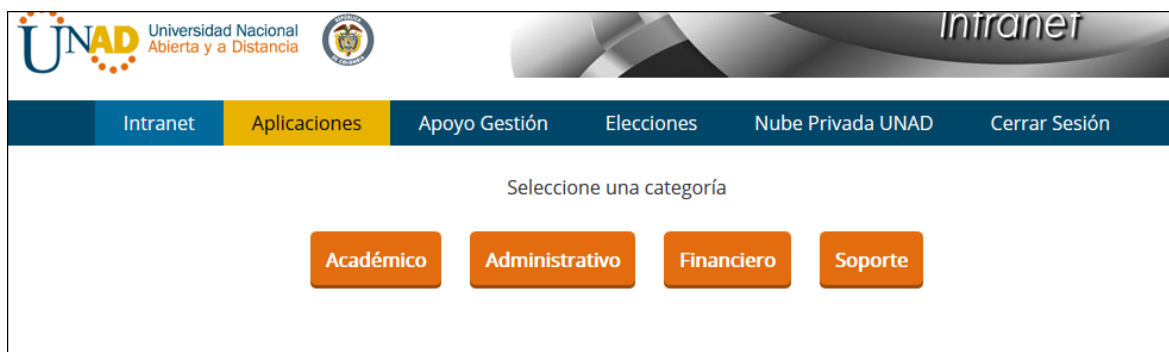 UNAD Universidad Nacional
Abierta y a Distancia
Intranet
Intranet Aplicaciones Apoyo Gestión Elecciones Nube Privada UNAD Cerrar Sesión
Seleccione una categoría
Académico Administrativo Financiero Soporte